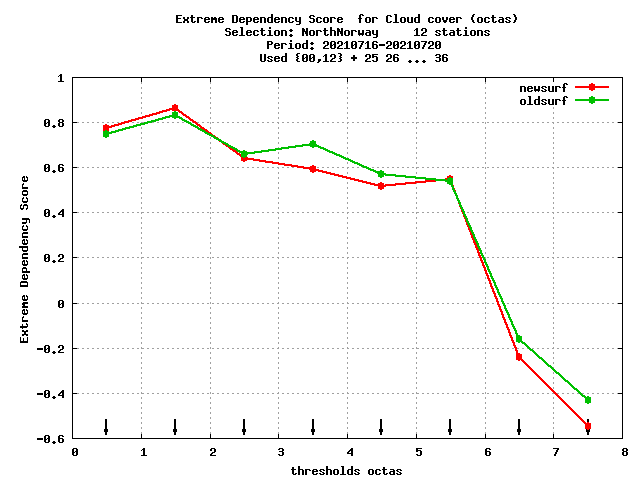 Extreme Dependency Score  for Cloud cover (octas)
Selection: NorthNorway     12 stations
Period: 20210716-20210720
Used {00,12} + 25 26 ... 36
newsurf
oldsurf
Extreme Dependency Score
1
0.8
0.6
0.4
0.2
0
-0.2
-0.4
-0.6
0 1 2 3 4 5 6 7 8
thresholds octas